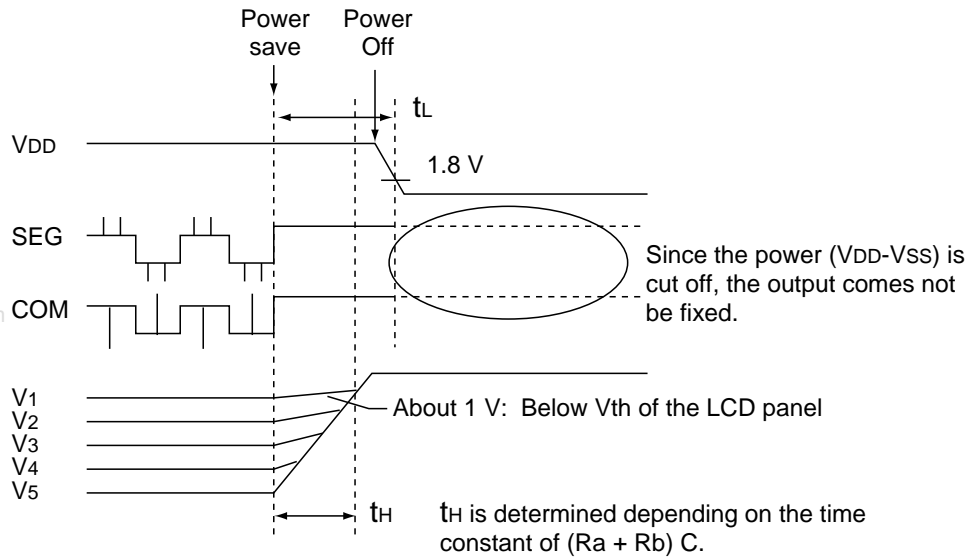 Power
save
Power
Off
tL
VDD
1.8 V
SEG
COM
Since the power (VDD-VSS) is
cut off, the output comes not
be fixed.
V1
V2
V3
V4
V5
About 1 V: Below Vth of the LCD panel
tH
tH is determined depending on the time
constant of (Ra + Rb) C.